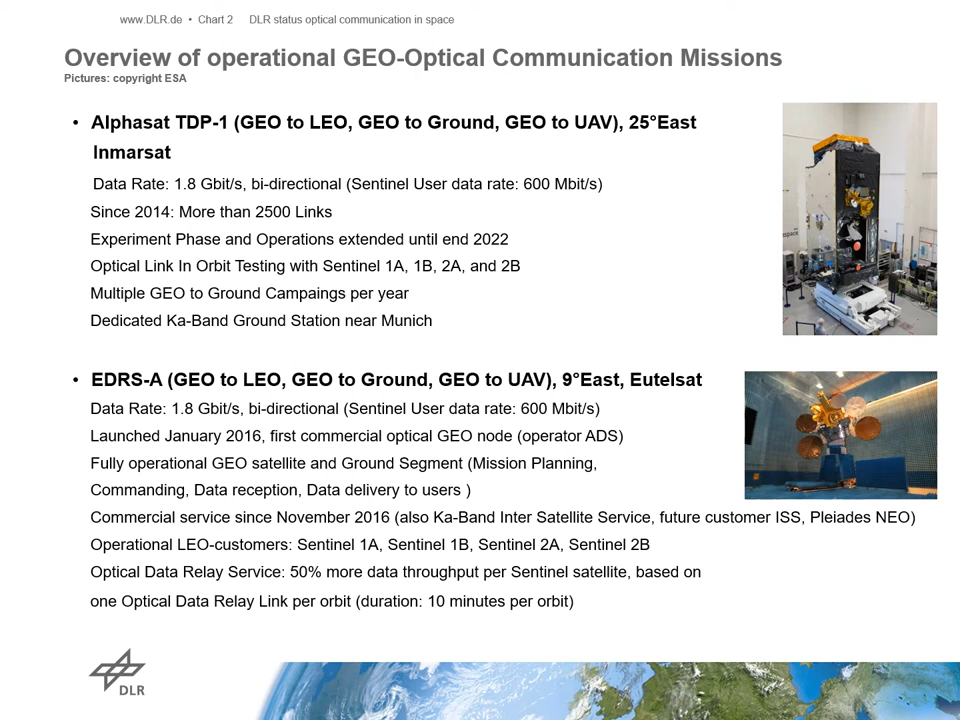 www.DLR.de • Chart 2 DLR status optical communication in space
Overview of operational GEO-Optical Communication Missions
Pictures: copyright ESA
• Alphasat TDP-1 (GEO to LEO, GEO to Ground, GEO to UAV), 25°East
Inmarsat
Data Rate: 1.8 Gbit/s, bi-directional (Sentinel User data rate: 600 Mbit/s)
Since 2014: More than 2500 Links
Experiment Phase and Operations extended until end 2022
Optical Link In Orbit Testing with Sentinel 1A, 1B, 2A, and 2B
Multiple GEO to Ground Campaings per year
Dedicated Ka-Band Ground Station near Munich
• EDRS-A (GEO to LEO, GEO to Ground, GEO to UAV), 9°East, Eutelsat
Data Rate: 1.8 Gbit/s, bi-directional (Sentinel User data rate: 600 Mbit/s)
Launched January 2016, first commercial optical GEO node (operator ADS)
Fully operational GEO satellite and Ground Segment (Mission Planning,
Commanding, Data reception, Data delivery to users )
Commercial service since November 2016 (also Ka-Band Inter Satellite Service, future customer ISS, Pleiades NEO)
Operational LEO-customers: Sentinel 1A, Sentinel 1B, Sentinel 2A, Sentinel 2B
Optical Data Relay Service: 50% more data throughput per Sentinel satellite, based on
one Optical Data Relay Link per orbit (duration: 10 minutes per orbit)
DLR